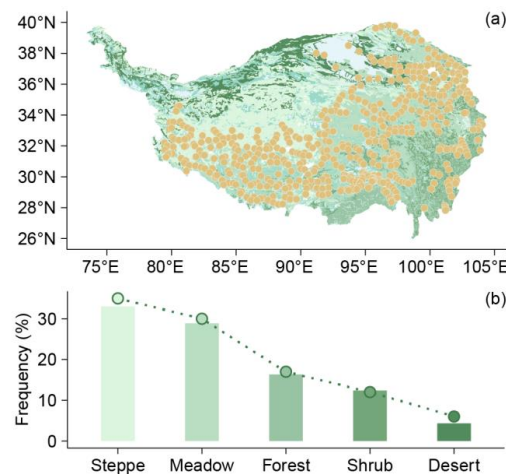 (a)
40°N
38°N
36°N
34°N
32°N
30°N
28°N
26°N
75°E 80°E 85°E 90°E 95°E 100°E 105°E
(b)
Frequency (%)
30
20
10
0
Steppe Meadow Forest Shrub Desert